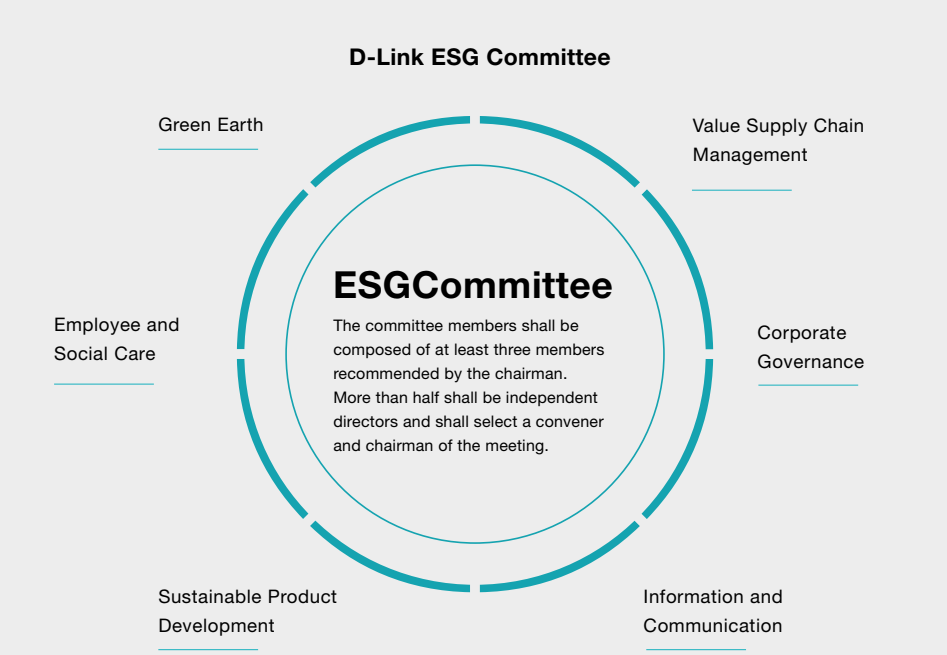 D-Link ESG Committee
Green Earth
Value Supply Chain
Management
ESGCommittee
The committee members shall be
composed of at least three members
recommended by the chairman.
More than half shall be independent
directors and shall select a convener
and chairman of the meeting.
Employee and
Social Care
Corporate
Governance
Sustainable Product
Development
Information and
Communication